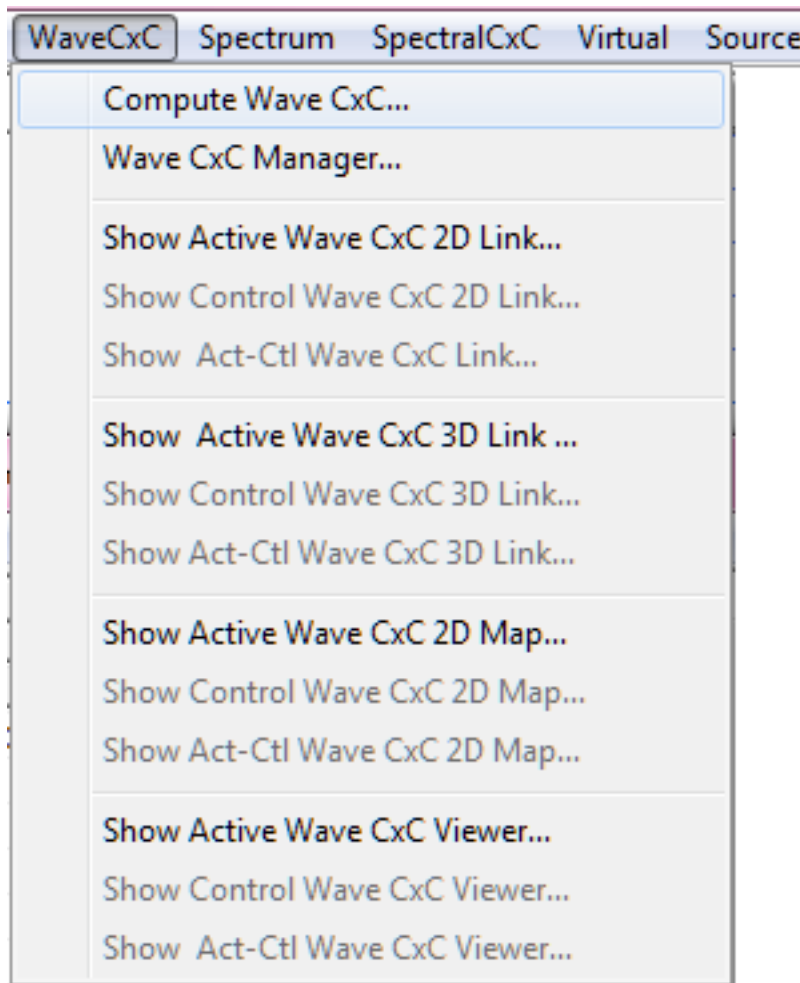 WaveCxC Spectrum SpectralCxC Virtual Source
Compute Wave CxC...
Wave CxC Manager...
Show Active Wave CxC 2D Link...
Show Control Wave CxC 2D Link...
Show  Act-Ctl Wave CxC Link...
Show  Active Wave CxC 3D Link ...
Show Control Wave CxC 3D Link...
Show Act-Ctl Wave CxC 3D Link...
Show Active Wave CxC 2D Map...
Show Control Wave CxC 2D Map...
Show Act-Ctl Wave CxC 2D Map...
Show Active Wave CxC Viewer...
Show Control Wave CxC Viewer...
Show  Act-Ctl Wave CxC Viewer...